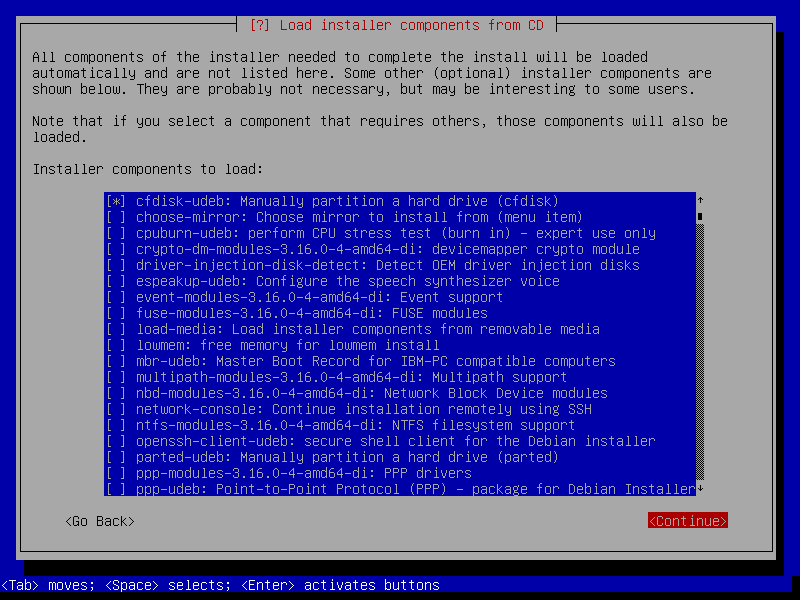 [?] Load installer components from CD
All components of the installer needed to complete the install will be loaded
automatically and are not listed here. Some other (optional) installer components are
shown below. They are probably not necessary, but may be interesting to some users.
Note that if you select a component that requires others, those components will also be
loaded.
Installer components to load:
[*] cfdisk-udeb: Manually partition a hard drive (cfdisk)
[ ] choose-mirror: Choose mirror to install from (menu item)
[ ] cpuburn-udeb: perform CPU stress test (burn in) - expert use only
[ ] crypto-dm-modules-3.16.0-4-amd64-di: devicemapper crypto module
[ ] driver-injection-disk-detect: Detect OEM driver injection disks
[ ] espeakup-udeb: Configure the speech synthesizer voice
[ ] event-modules-3.16.0-4-amd64-di: Event support
[ ] fuse-modules-3.16.0-4-amd64-di: FUSE modules
[ ] load-media: Load installer components from removable media
[ ] lowmem: free memory for lowmem install
[ ] mbr-udeb: Master Boot Record for IBM-PC compatible computers
[ ] multipath-modules-3.16.0-4-amd64-di: Multipath support
[ ] nbd-modules-3.16.0-4-amd64-di: Network Block Device modules
[ ] network-console: Continue installation remotely using SSH
[ ] ntfs-modules-3.16.0-4-amd64-di: NTFS filesystem support
[ ] openssh-client-udeb: secure shell client for the Debian installer
[ ] parted-udeb: Manually partition a hard drive (parted)
[ ] ppp-modules-3.16.0-4-amd64-di: PPP drivers
[ ] ppp-udeb: Point-to-Point Protocol (PPP) - package for Debian Installer
<Go Back> <Continue>
<Tab> moves; <Space> selects; <Enter> activates buttons